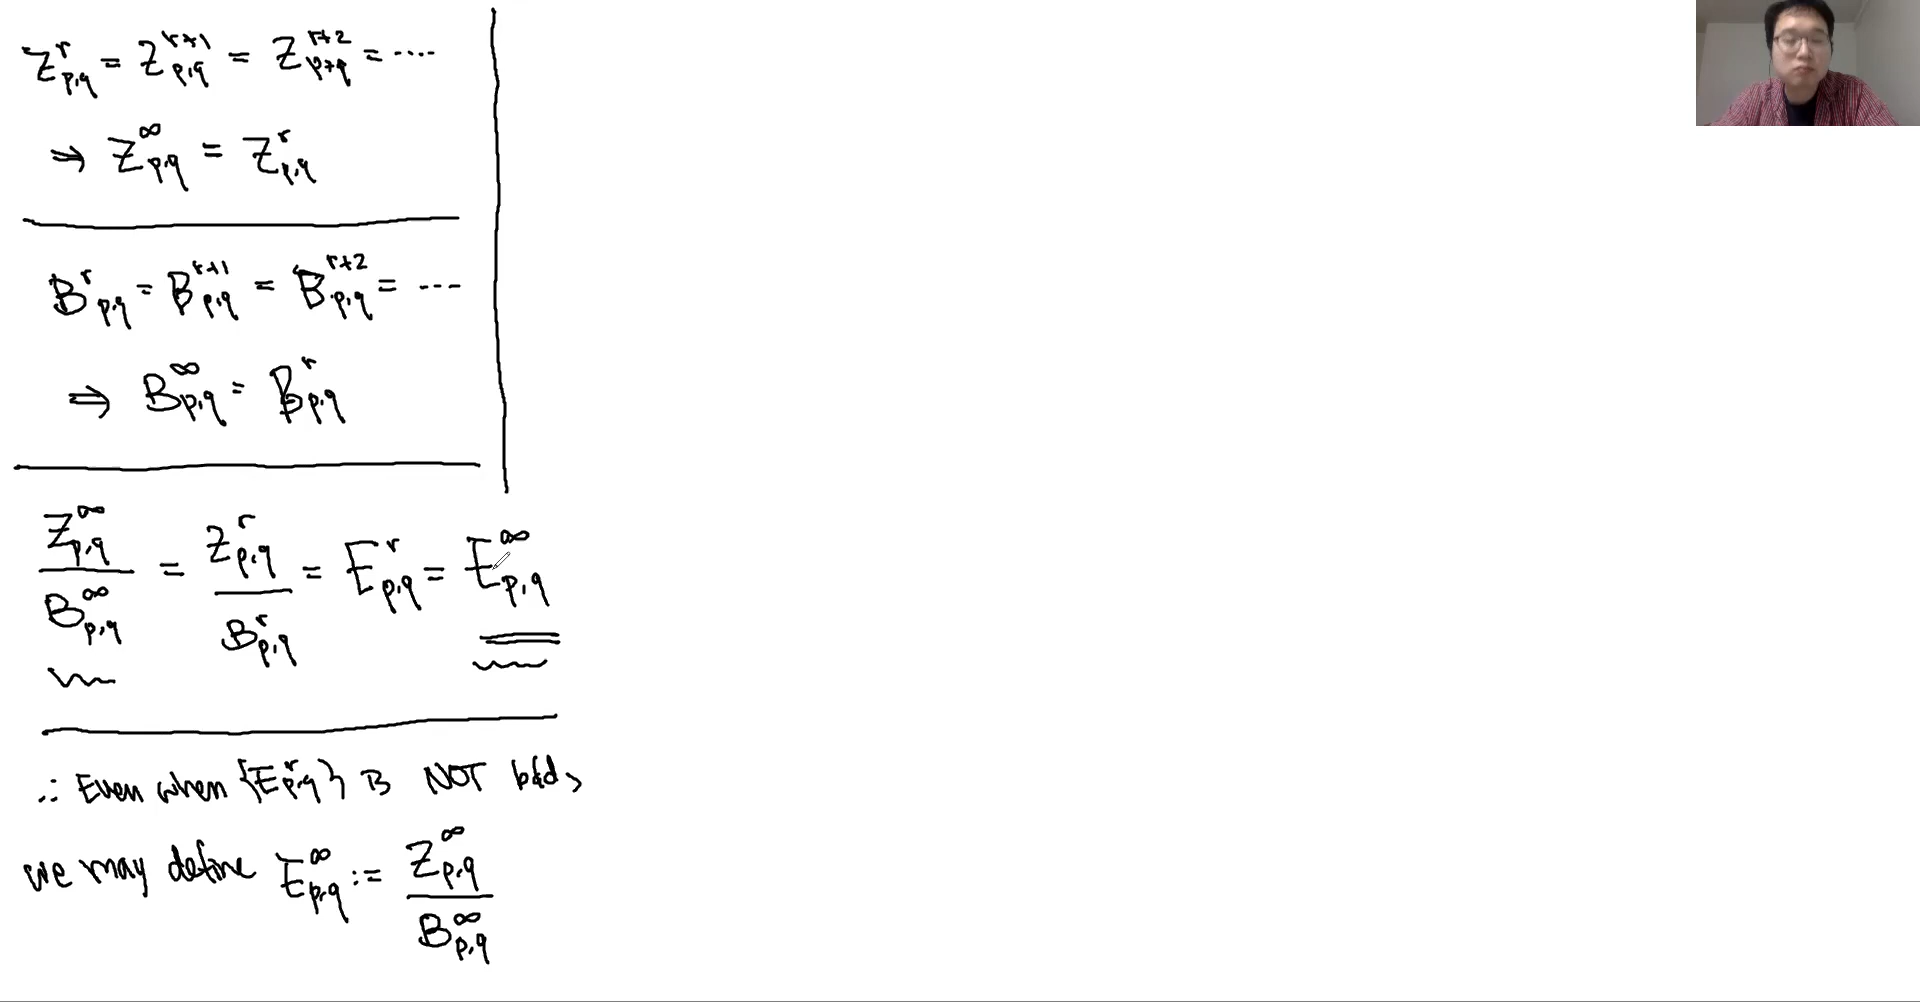 Z^r_{p,q} = Z^{r+1}_{p,q} = Z^{r+2}_{p,q} = ····
⇒ Z^∞_{p,q} = Z^r_{p,q}
B^r_{p,q} = B^{r+1}_{p,q} = B^{r+2}_{p,q} = ····
⇒ B^∞_{p,q} = B^r_{p,q}
Z^∞_{p,q} / B^∞_{p,q} = Z^r_{p,q} / B^r_{p,q} = E^r_{p,q} = E^∞_{p,q}
∴ Even when {E^r_{p,q}} is NOT bdd,
we may define E^∞_{p,q} := Z^∞_{p,q} / B^∞_{p,q}